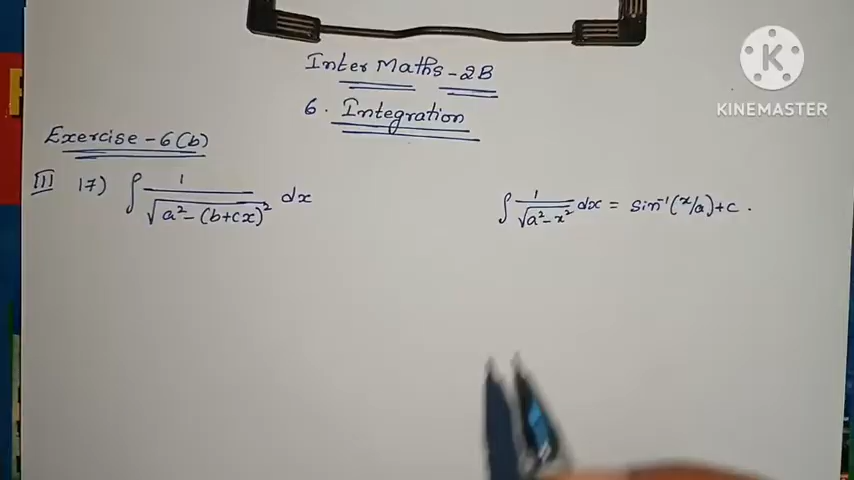 Inter Maths-2B
6. Integration
Exercise-6(b)
III 17) ∫ 1/√(a²-(b+cx)²) dx
∫ 1/√(a²-x²) dx = sin⁻¹(x/a)+c.
K
KINEMASTER